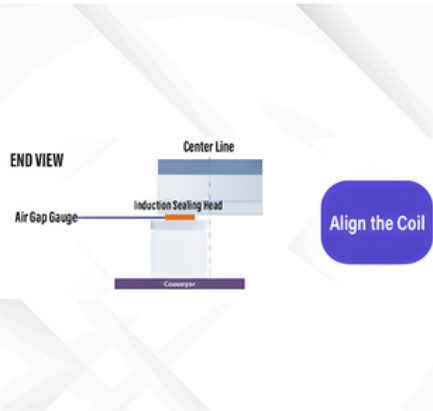 Center Line
END VIEW
Induction Sealing Head
Air Gap Gauge
Align the Coil
Conveyor